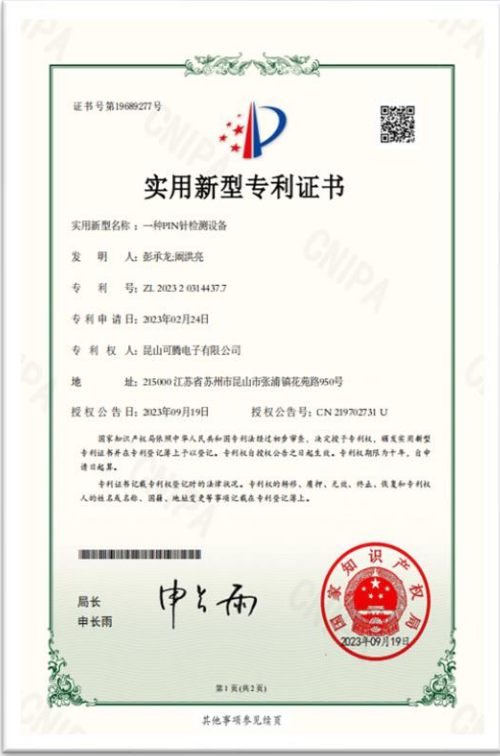 证书号第19689277号
实用新型专利证书
实用新型名称：一种PIN针检测设备
发 明 人：彭承龙;阚洪亮
专 利 号：ZL 2023 2 0314437.7
专利申请日：2023年02月24日
专 利 权 人：昆山可腾电子有限公司
地 址：215000 江苏省苏州市昆山市张浦镇花苑路950号
授权公告日：2023年09月19日 授权公告号：CN 219702731 U
国家知识产权局依照中华人民共和国专利法经过初步审查，决定授予专利权，颁发实用新型
专利证书并在专利登记簿上予以登记。专利权自授权公告之日起生效。专利权期限为十年，自申
请日起算。
专利证书记载专利权登记时的法律状况。专利权的转移、质押、无效、终止、恢复和专利权
人的姓名或名称、国籍、地址变更等事项记载在专利登记簿上。
局长
申长雨
申长雨
国家知识产权局
2023年09月19日
第1页(共2页)
其他事项参见续页
CNIPA
CNIPA
CNIPA
CNIPA